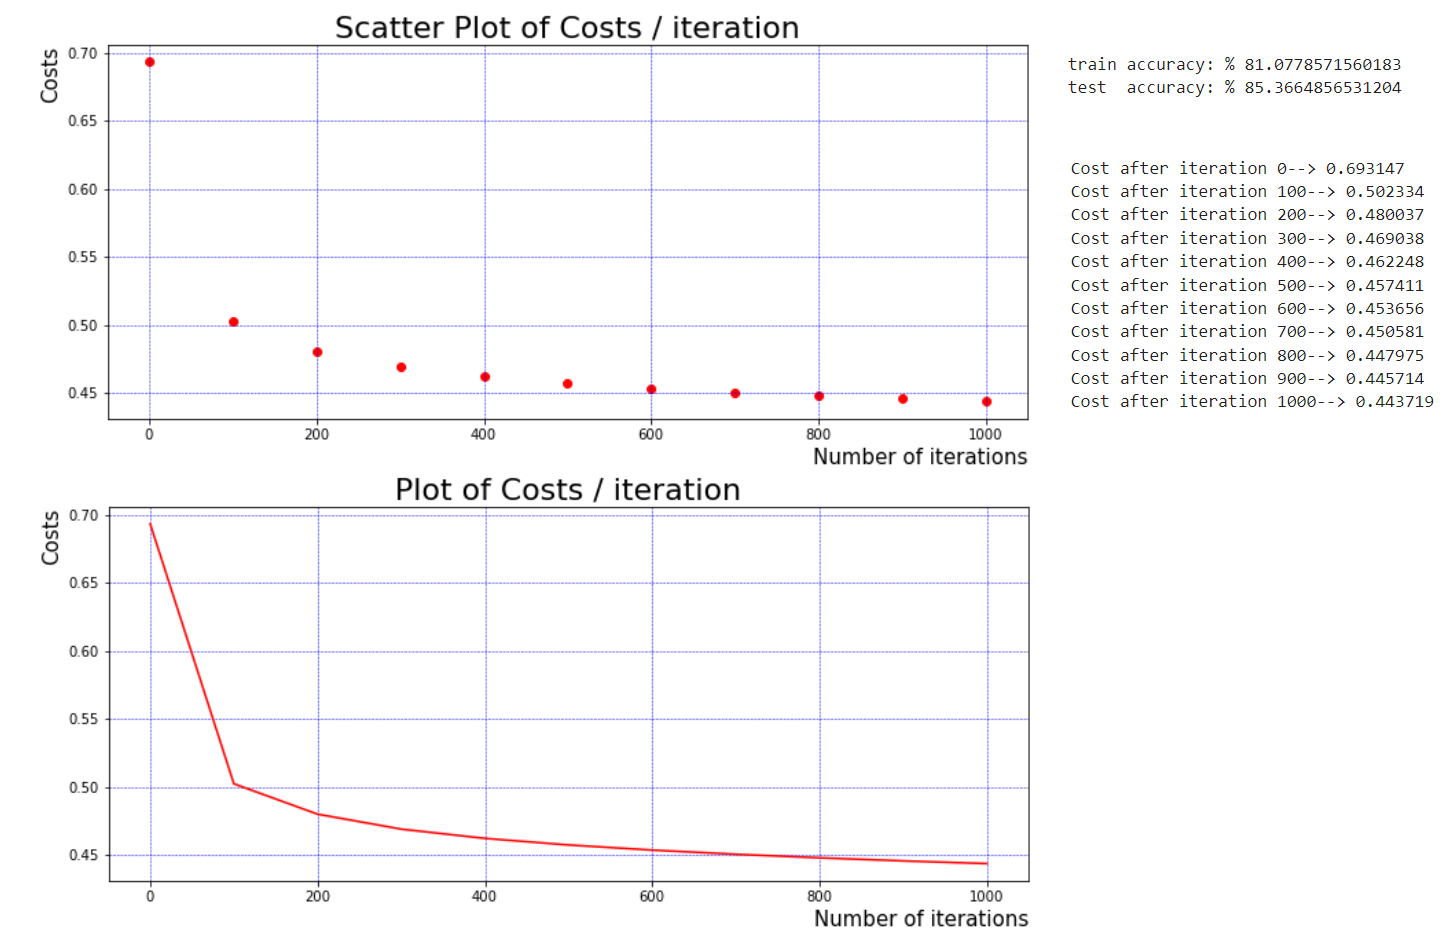 Scatter Plot of Costs / iteration
Costs
0.70
0.65
0.60
0.55
0.50
0.45
0 200 400 600 800 1000
Number of iterations
train accuracy: % 81.0778571560183
test  accuracy: % 85.3664856531204
Cost after iteration 0--> 0.693147
Cost after iteration 100--> 0.502334
Cost after iteration 200--> 0.480037
Cost after iteration 300--> 0.469038
Cost after iteration 400--> 0.462248
Cost after iteration 500--> 0.457411
Cost after iteration 600--> 0.453656
Cost after iteration 700--> 0.450581
Cost after iteration 800--> 0.447975
Cost after iteration 900--> 0.445714
Cost after iteration 1000--> 0.443719
Plot of Costs / iteration
Costs
0.70
0.65
0.60
0.55
0.50
0.45
0 200 400 600 800 1000
Number of iterations